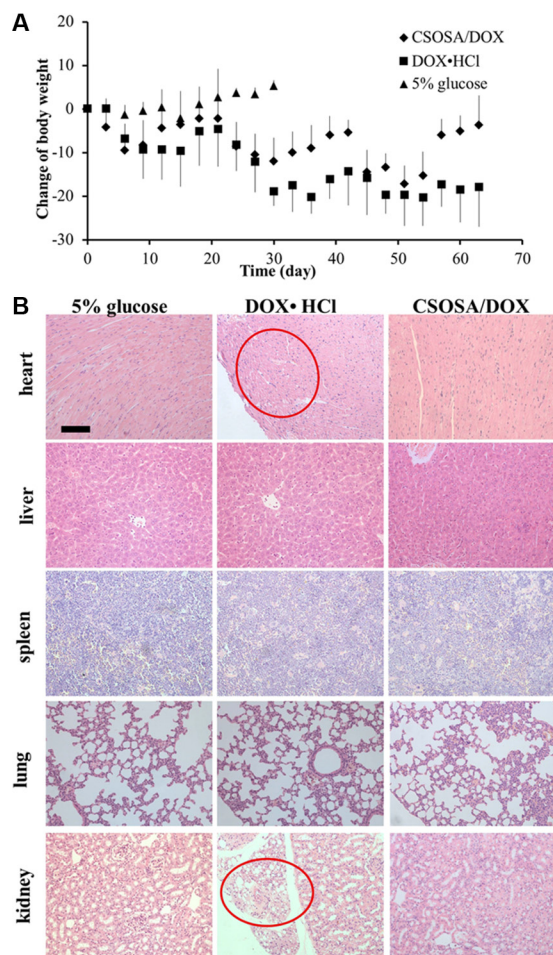 A
Change of body weight
20
10
0
-10
-20
-30
0 10 20 30 40 50 60 70
Time (day)
CSOSA/DOX
DOX•HCl
5% glucose
B
5% glucose DOX• HCl CSOSA/DOX
heart
liver
spleen
lung
kidney